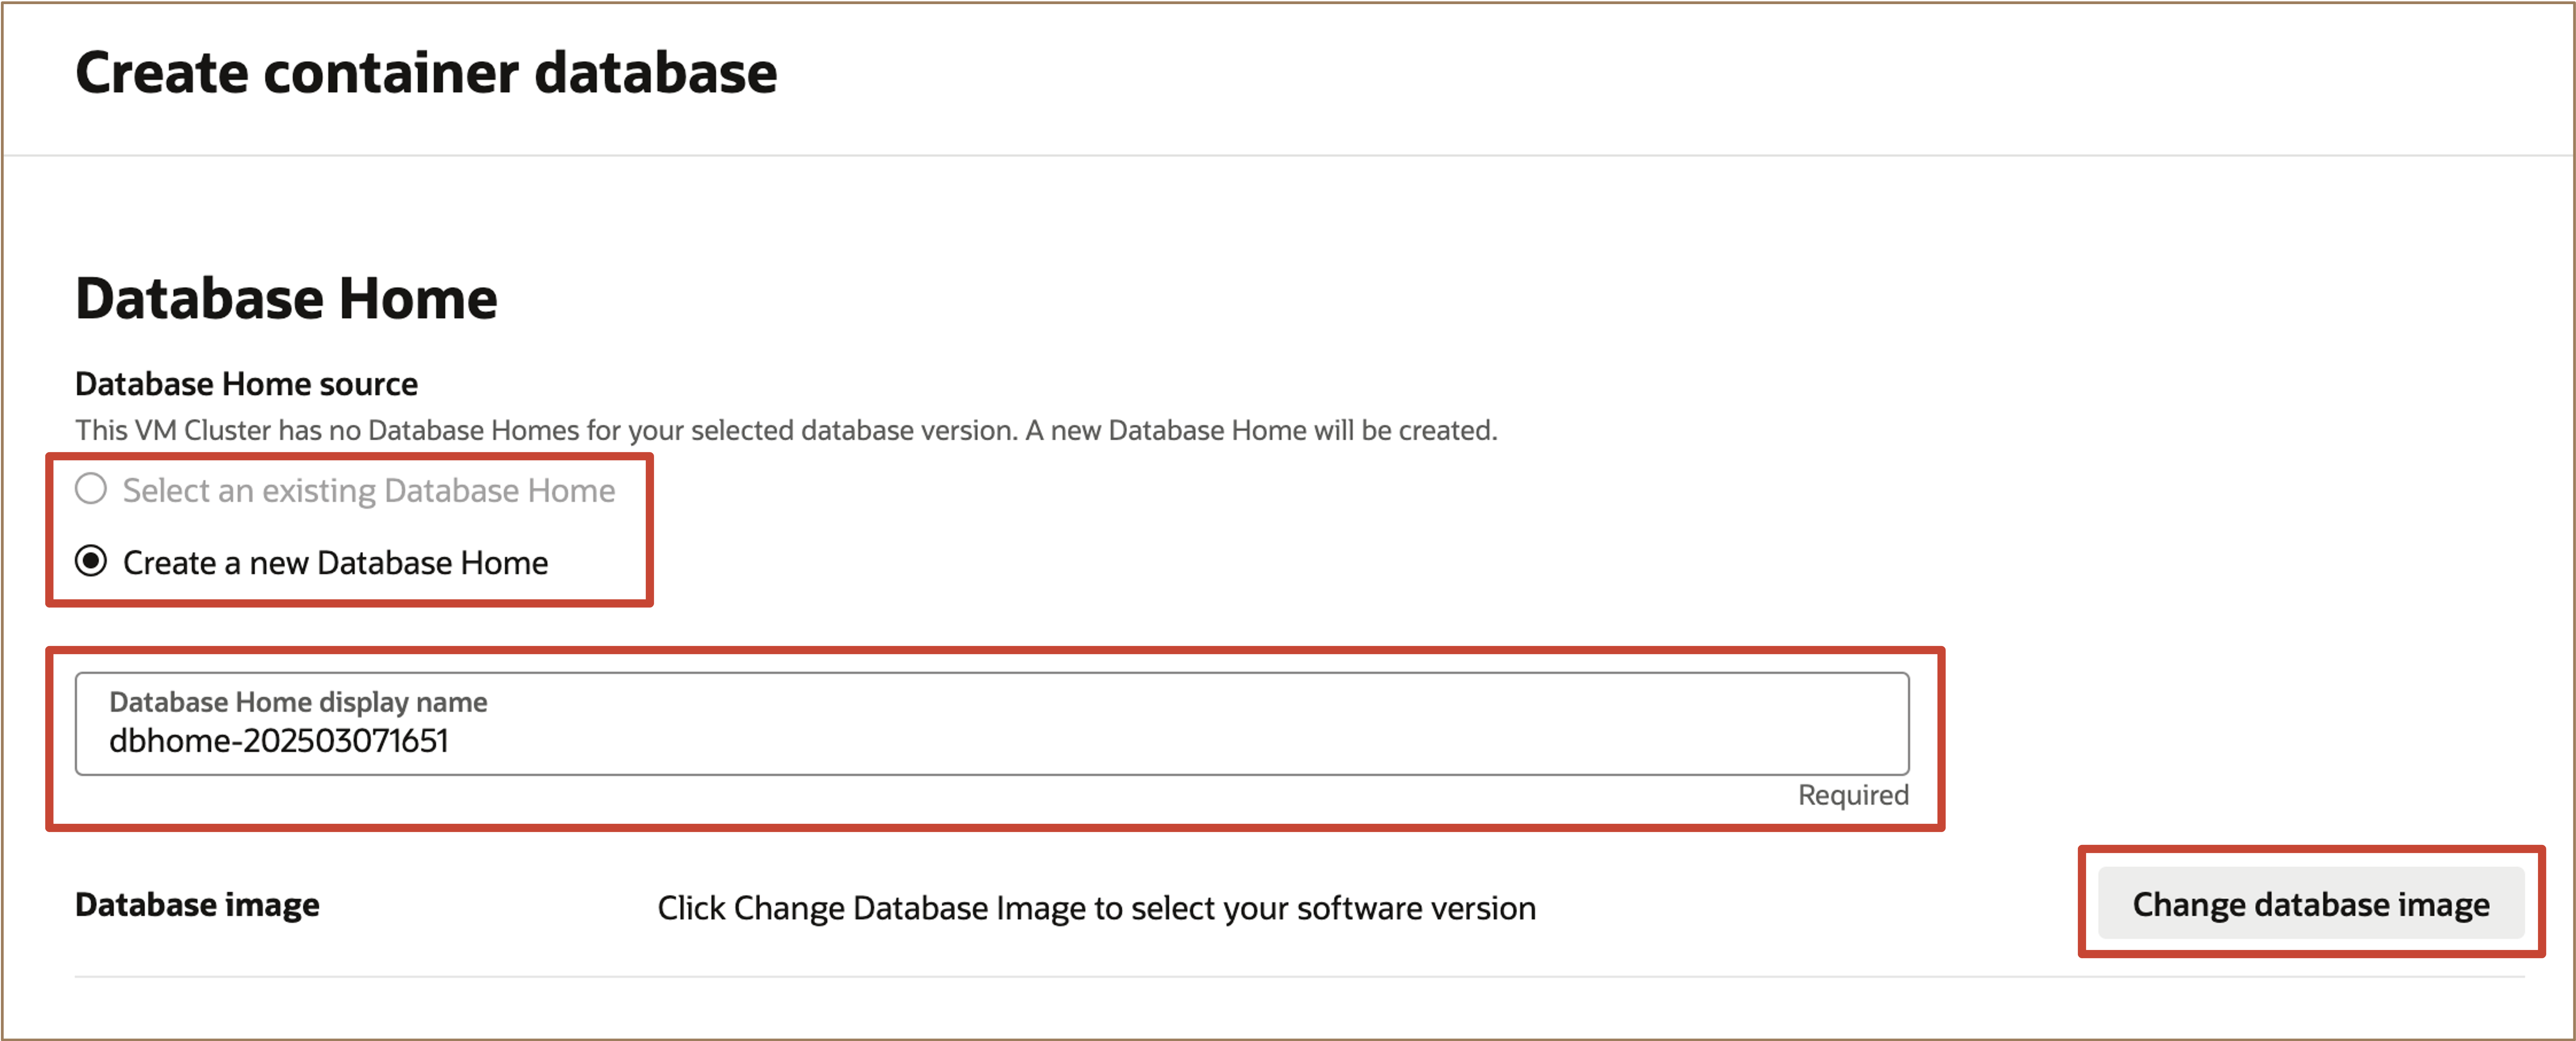 Create container database
Database Home
Database Home source
This VM Cluster has no Database Homes for your selected database version. A new Database Home will be created.
Select an existing Database Home
Create a new Database Home
Database Home display name
dbhome-202503071651
Required
Database image
Click Change Database Image to select your software version
Change database image